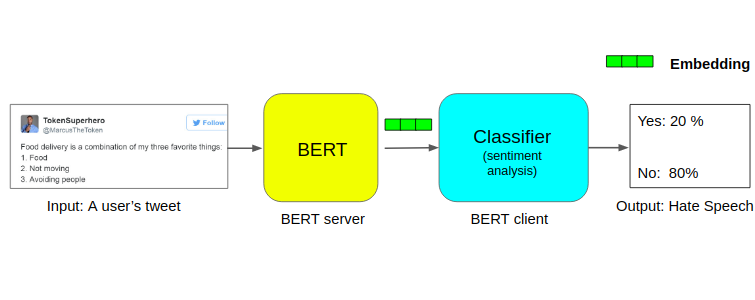 Embedding
TokenSuperhero
@MarcusTheToken
Follow
Food delivery is a combination of my three favorite things:
1. Food
2. Not moving
3. Avoiding people
Input: A user's tweet
BERT
BERT server
Classifier
(sentiment
analysis)
BERT client
Yes: 20 %
No: 80%
Output: Hate Speech